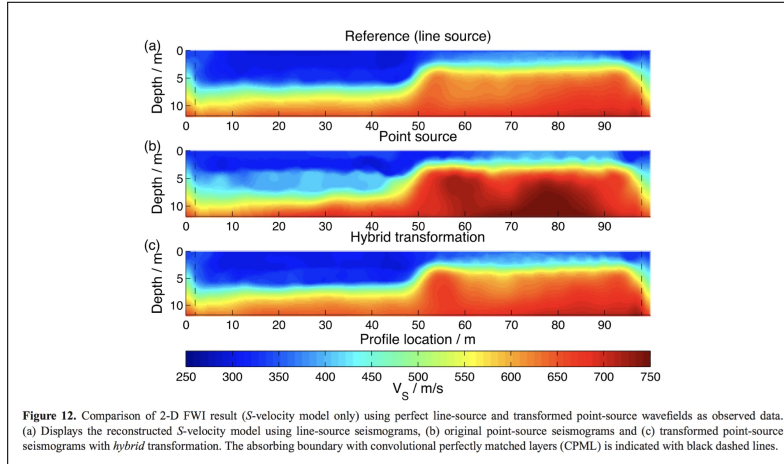 Reference (line source)
(a)
0
5
10
Depth / m
0 10 20 30 40 50 60 70 80 90
Point source
(b)
0
5
10
Depth / m
0 10 20 30 40 50 60 70 80 90
Hybrid transformation
(c)
0
5
10
Depth / m
0 10 20 30 40 50 60 70 80 90
Profile location / m
250 300 350 400 450 500 550 600 650 700 750
V_S / m/s
Figure 12. Comparison of 2-D FWI result (S-velocity model only) using perfect line-source and transformed point-source wavefields as observed data.
(a) Displays the reconstructed S-velocity model using line-source seismograms, (b) original point-source seismograms and (c) transformed point-source
seismograms with hybrid transformation. The absorbing boundary with convolutional perfectly matched layers (CPML) is indicated with black dashed lines.